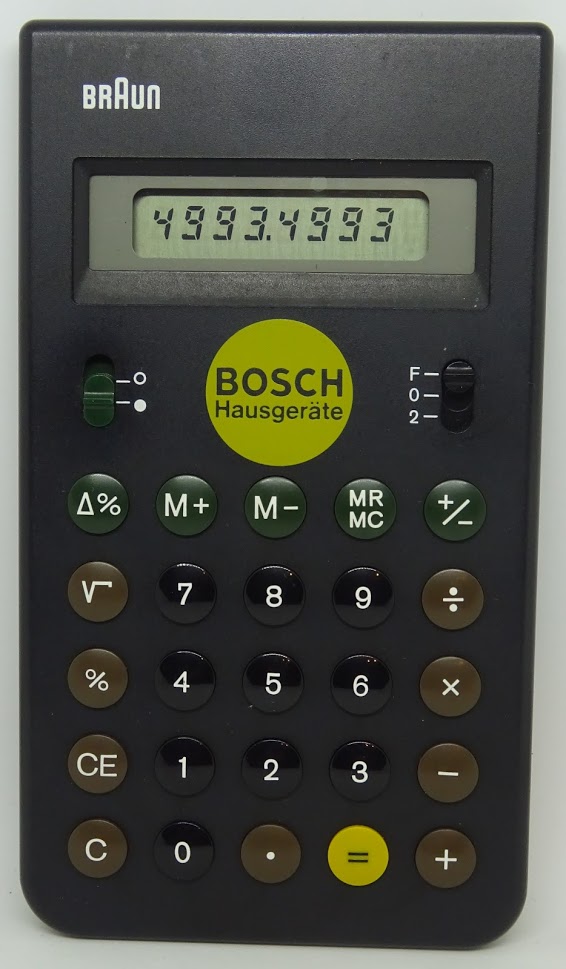 BRAUN
4993.4993
BOSCH
Hausgeräte
F
0
2
Δ% M+ M− MR MC +/−
√ 7 8 9 ÷
% 4 5 6 ×
CE 1 2 3 −
C 0 . = +